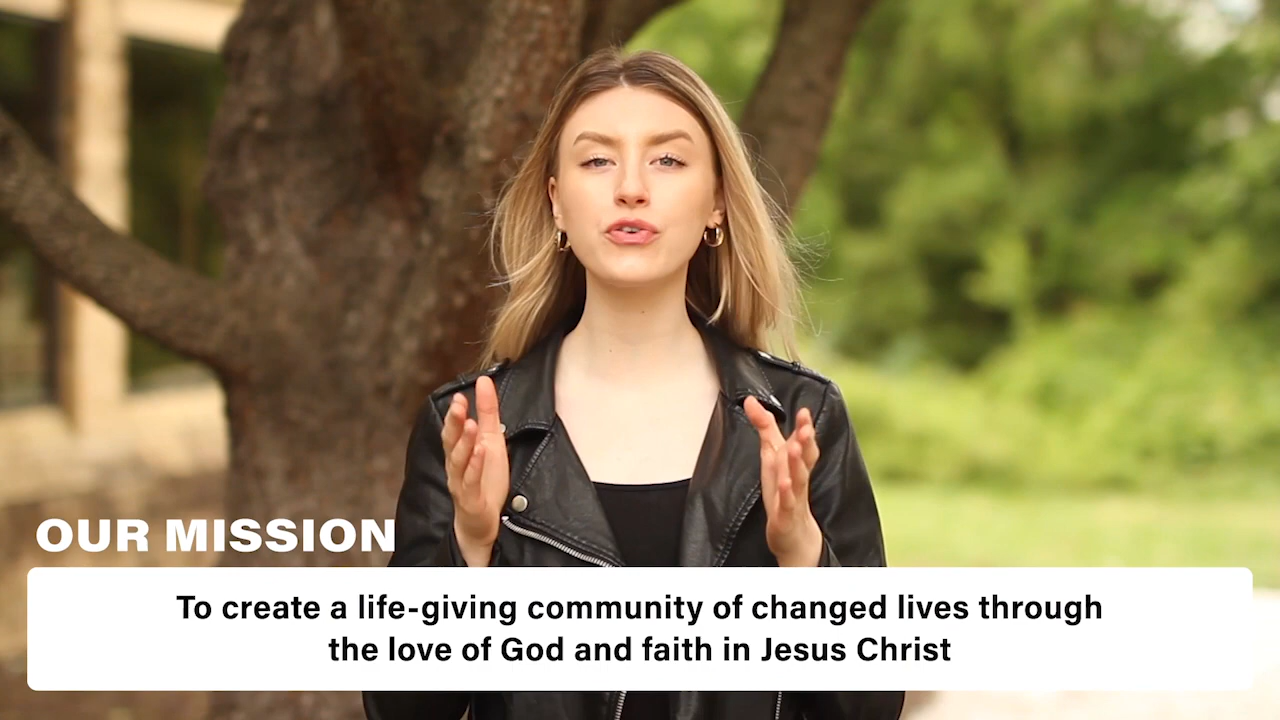 OUR MISSION
To create a life-giving community of changed lives through
the love of God and faith in Jesus Christ